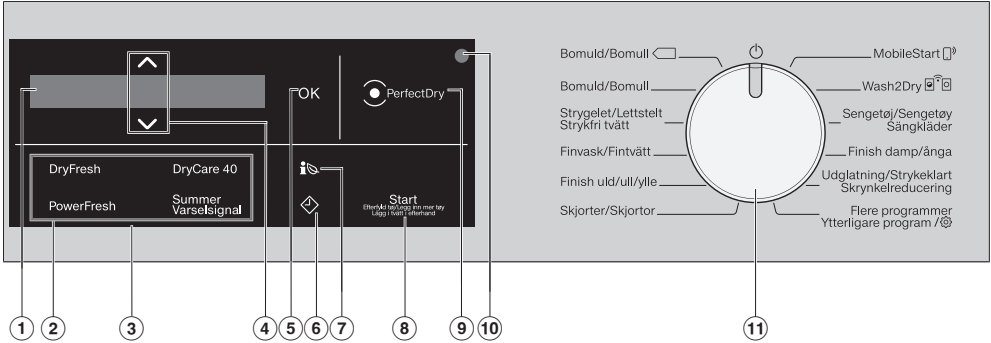 OK
PerfectDry
DryFresh
DryCare 40
PowerFresh
Summer
Varselsignal
Start
Efterfyld tøj/Legg inn mer tøy
Lägg i tvätt i efterhand
Bomuld/Bomull
Bomuld/Bomull
Strygelet/Lettstelt
Strykfri tvätt
Finvask/Fintvätt
Finish uld/ull/ylle
Skjorter/Skjortor
MobileStart
Wash2Dry
Sengetøj/Sengetøy
Sängkläder
Finish damp/ånga
Udglatning/Strykeklart
Skrynkelreducering
Flere programmer
Ytterligare program /
1 2 3 4 5 6 7 8 9 10 11